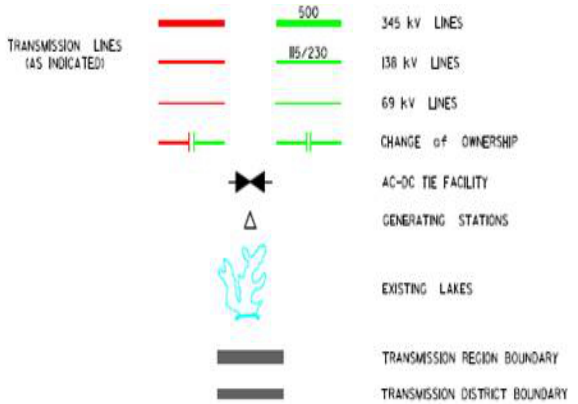 500
345 kV LINES
TRANSMISSION LINES
(AS INDICATED)
115/230
138 kV LINES
69 kV LINES
CHANGE of OWNERSHIP
AC-DC TIE FACILITY
GENERATING STATIONS
EXISTING LAKES
TRANSMISSION REGION BOUNDARY
TRANSMISSION DISTRICT BOUNDARY